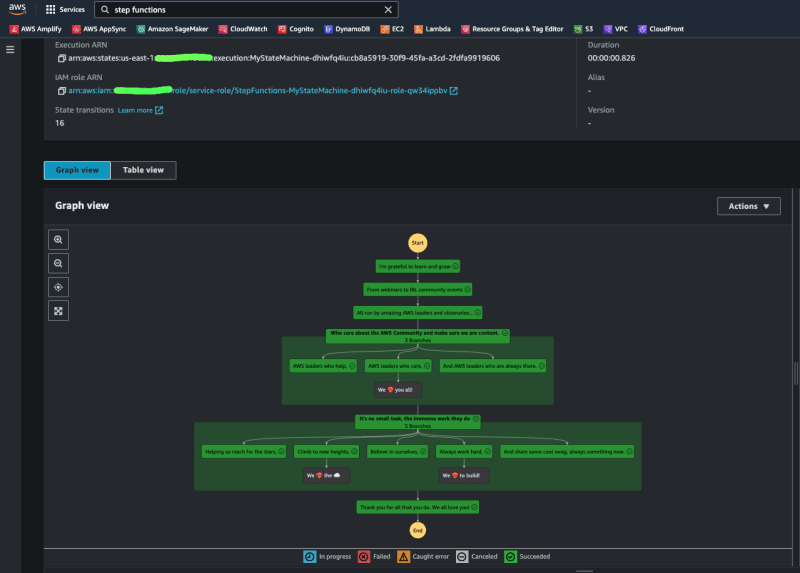 aws
Services
step functions
AWS Amplify AWS AppSync Amazon SageMaker CloudWatch Cognito DynamoDB EC2 Lambda Resource Groups & Tag Editor S3 VPC CloudFront
Execution ARN
arn:aws:states:us-east-1 execution:MyStateMachine-dhiwfq4iu:cb8a5919-30f9-45fa-a3cd-2fdfa9919606
IAM role ARN
arn:aws:iam: role/service-role/StepFunctions-MyStateMachine-dhiwfq4iu-role-qw34ippbv
State transitions Learn more
16
Duration
00:00:00.826
Alias
-
Version
-
Graph view Table view
Graph view
Actions
Start
I'm grateful to learn and grow
From webinars to IRL community events
All run by amazing AWS leaders and visionaries...
Who care about the AWS Community and make sure we are content.
3 Branches
AWS leaders who help, AWS leaders who care, And AWS leaders who are always there.
We ❤️ you all!
It's no small task, the immense work they do
5 Branches
Helping us reach for the stars, Climb to new heights, Believe in ourselves, Always work hard, And share some cool swag, always something new.
We ❤️ the ☁️ We ❤️ to build!
Thank you for all that you do. We all love you!
End
In progress Failed Caught error Canceled Succeeded